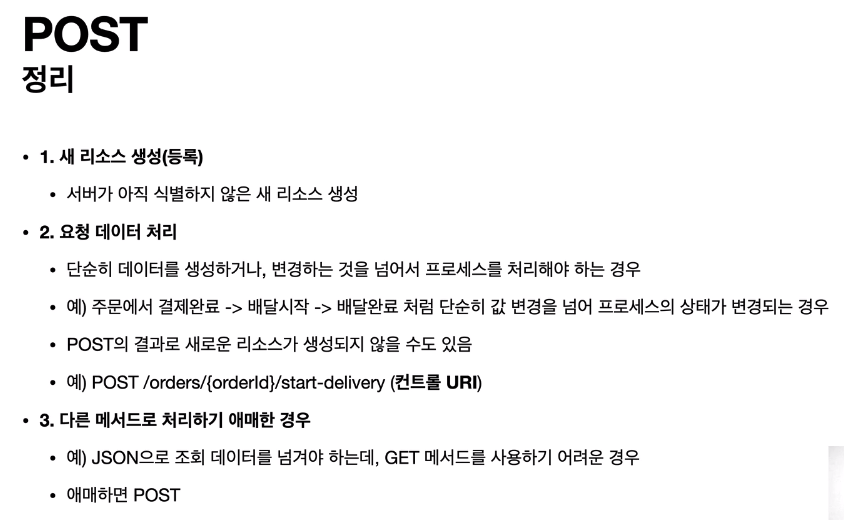 POST
정리
• 1. 새 리소스 생성(등록)
• 서버가 아직 식별하지 않은 새 리소스 생성
• 2. 요청 데이터 처리
• 단순히 데이터를 생성하거나, 변경하는 것을 넘어서 프로세스를 처리해야 하는 경우
• 예) 주문에서 결제완료 -> 배달시작 -> 배달완료 처럼 단순히 값 변경을 넘어 프로세스의 상태가 변경되는 경우
• POST의 결과로 새로운 리소스가 생성되지 않을 수도 있음
• 예) POST /orders/{orderId}/start-delivery (컨트롤 URI)
• 3. 다른 메서드로 처리하기 애매한 경우
• 예) JSON으로 조회 데이터를 넘겨야 하는데, GET 메서드를 사용하기 어려운 경우
• 애매하면 POST